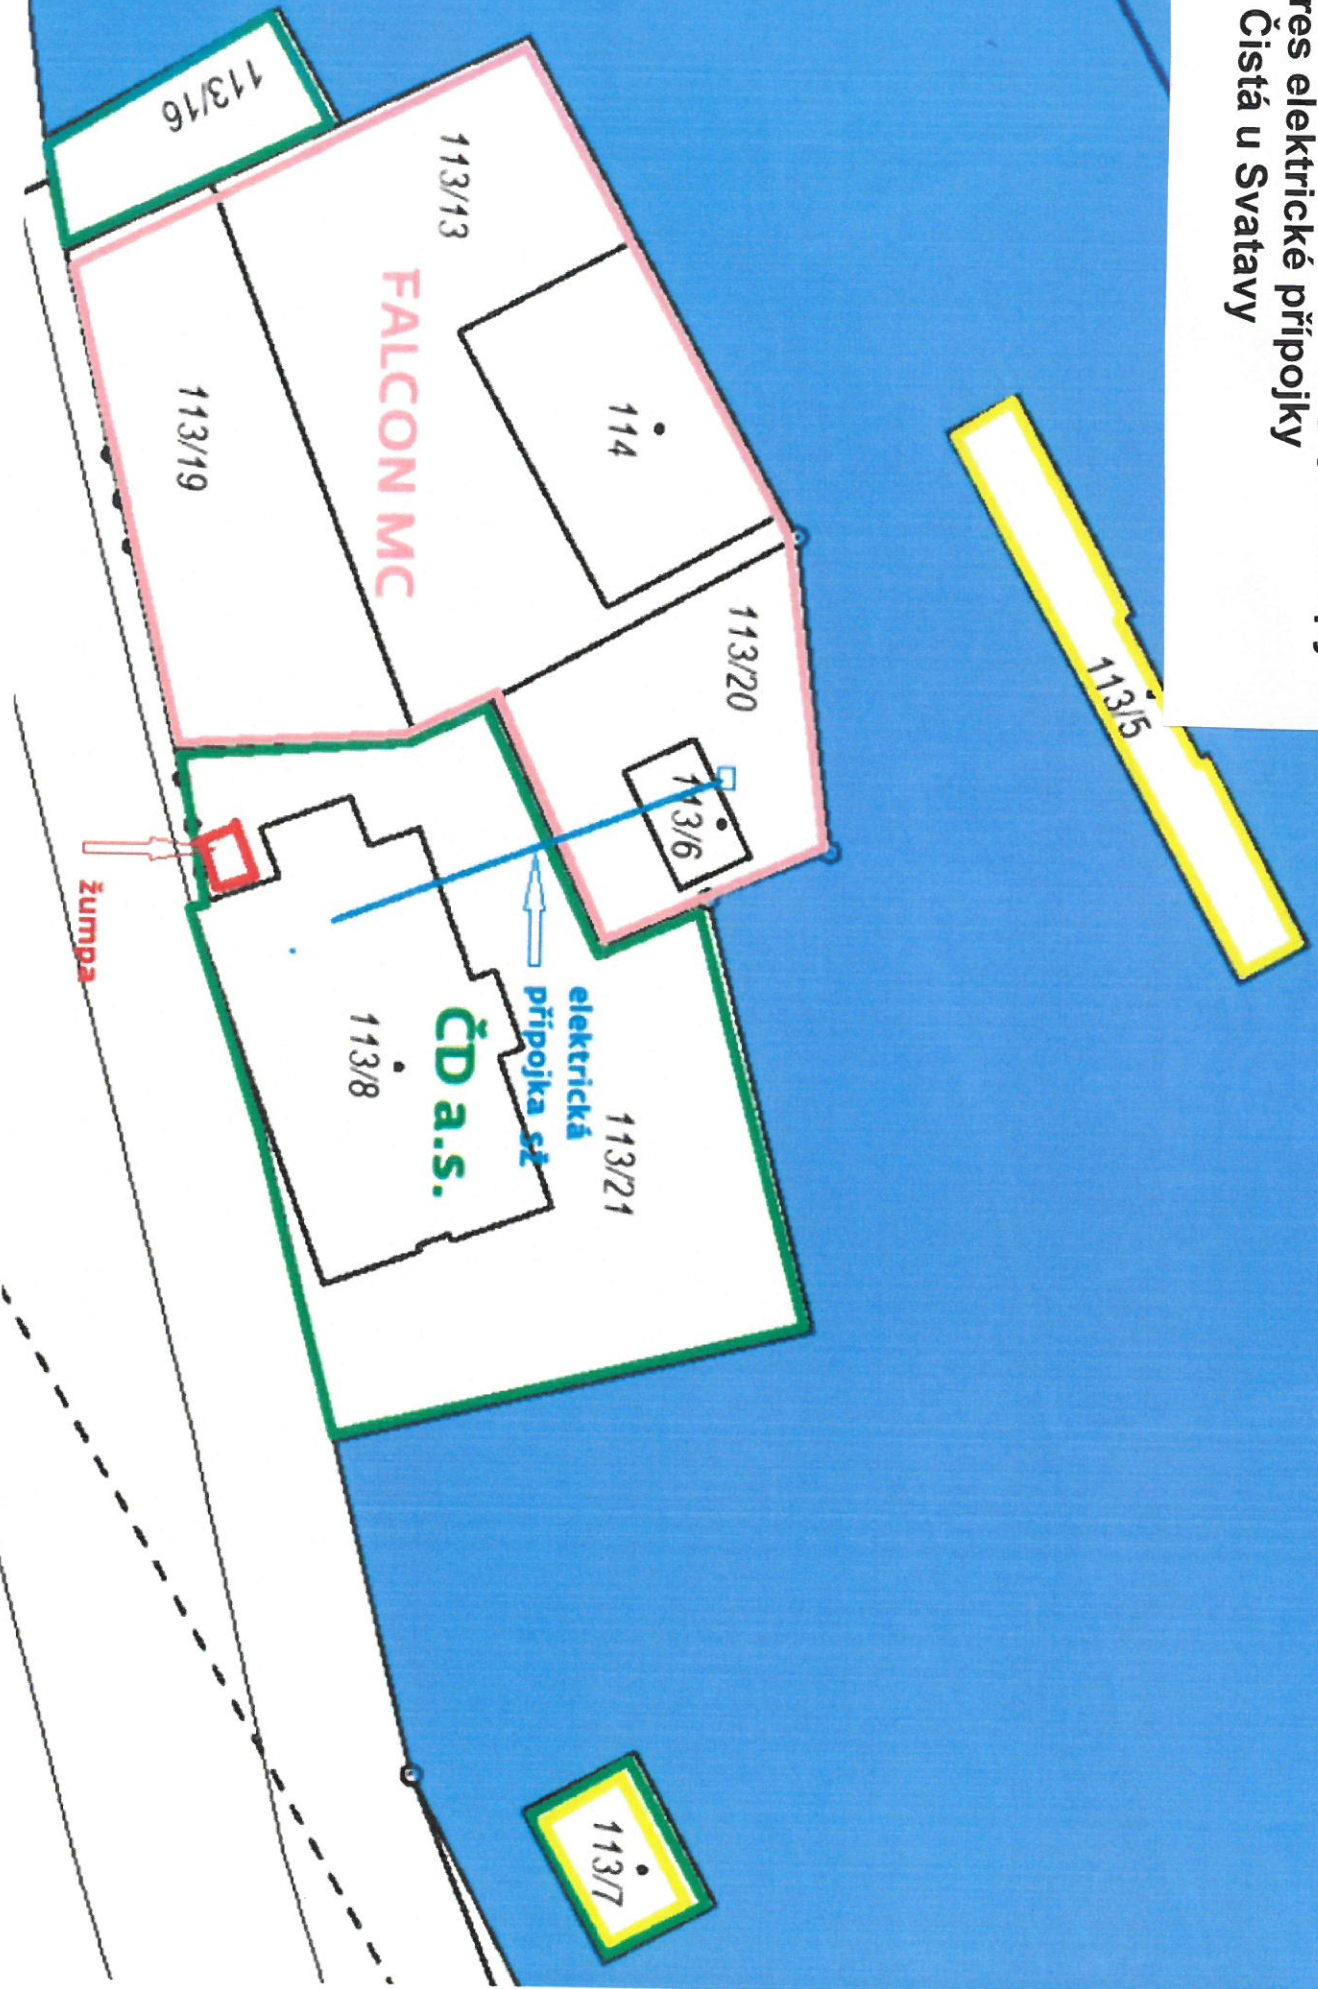 elektrické přípojky
Čistá u Svatavy
113/5
113/16
113/13
114
113/20
FALCON MC
113/19
113/6
elektrická
přípojka sž
113/21
ČD a.s.
113/8
žumpa
113/7